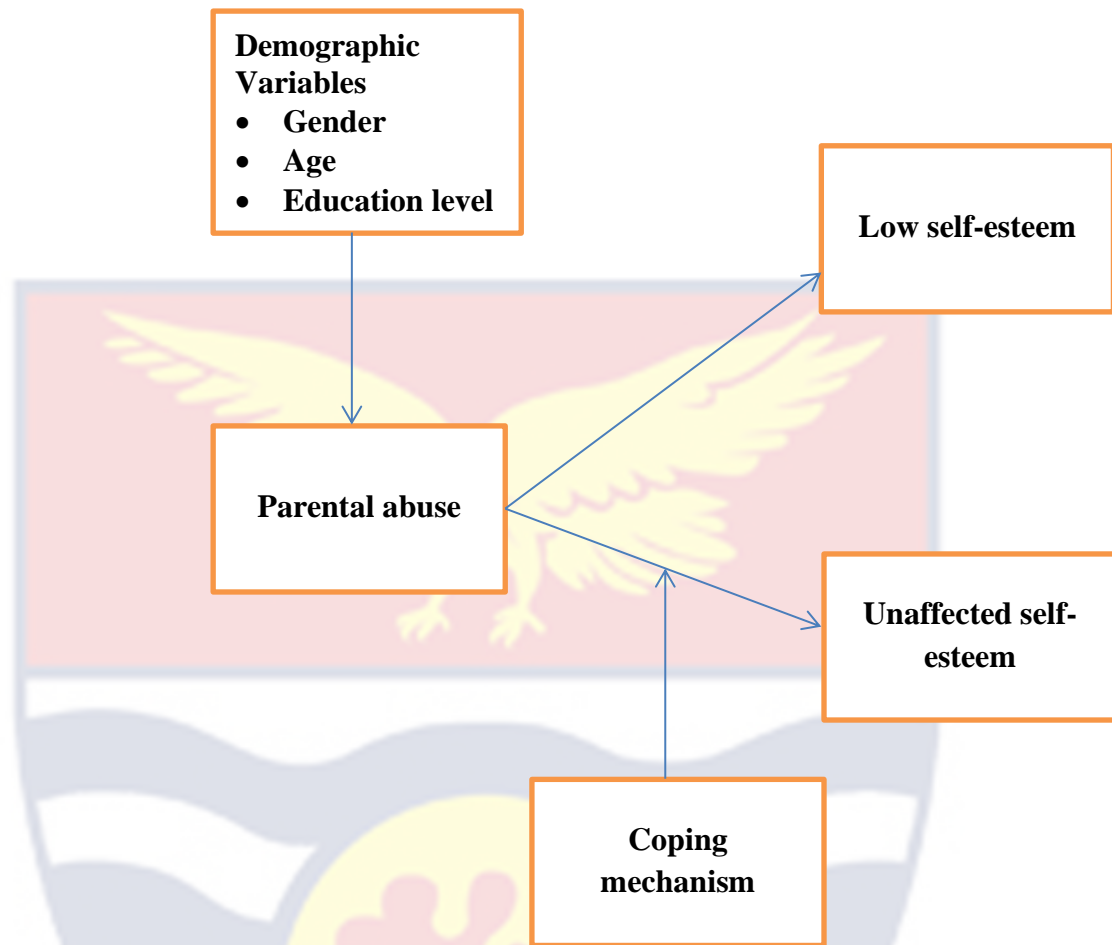 Demographic
Variables
• Gender
• Age
• Education level
Low self-esteem
Parental abuse
Unaffected self-
esteem
Coping
mechanism